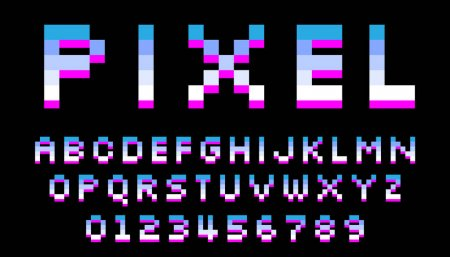 PIXEL
ABCDEFGHIJKLMN
OPQRSTUVWXYZ
0123456789